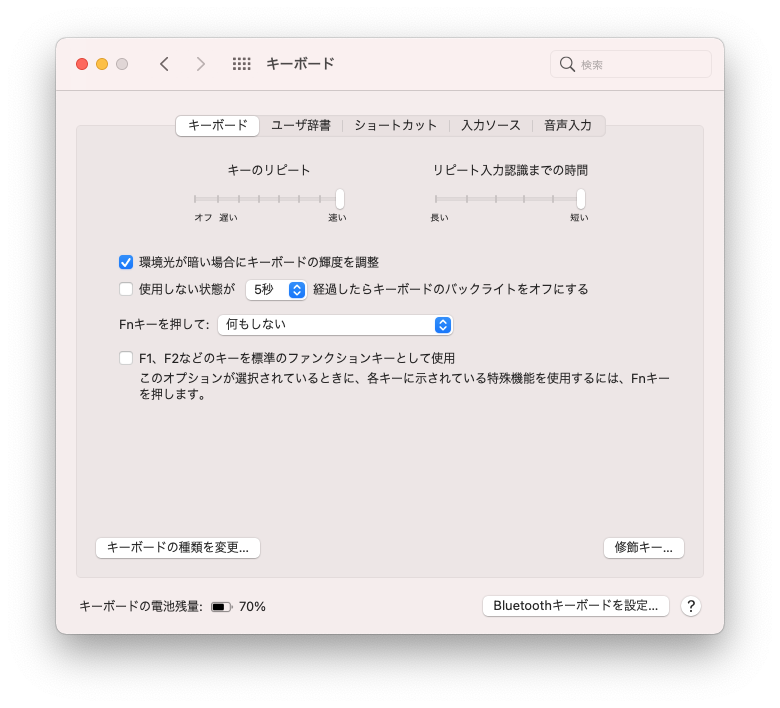 キーボード
検索
キーボード ユーザ辞書 ショートカット 入力ソース 音声入力
キーのリピート リピート入力認識までの時間
オフ 遅い 速い 長い 短い
環境光が暗い場合にキーボードの輝度を調整
使用しない状態が 5秒 経過したらキーボードのバックライトをオフにする
Fnキーを押して: 何もしない
F1、F2などのキーを標準のファンクションキーとして使用
このオプションが選択されているときに、各キーに示されている特殊機能を使用するには、Fnキー
を押します。
キーボードの種類を変更... 修飾キー...
キーボードの電池残量: 70% Bluetoothキーボードを設定... ?